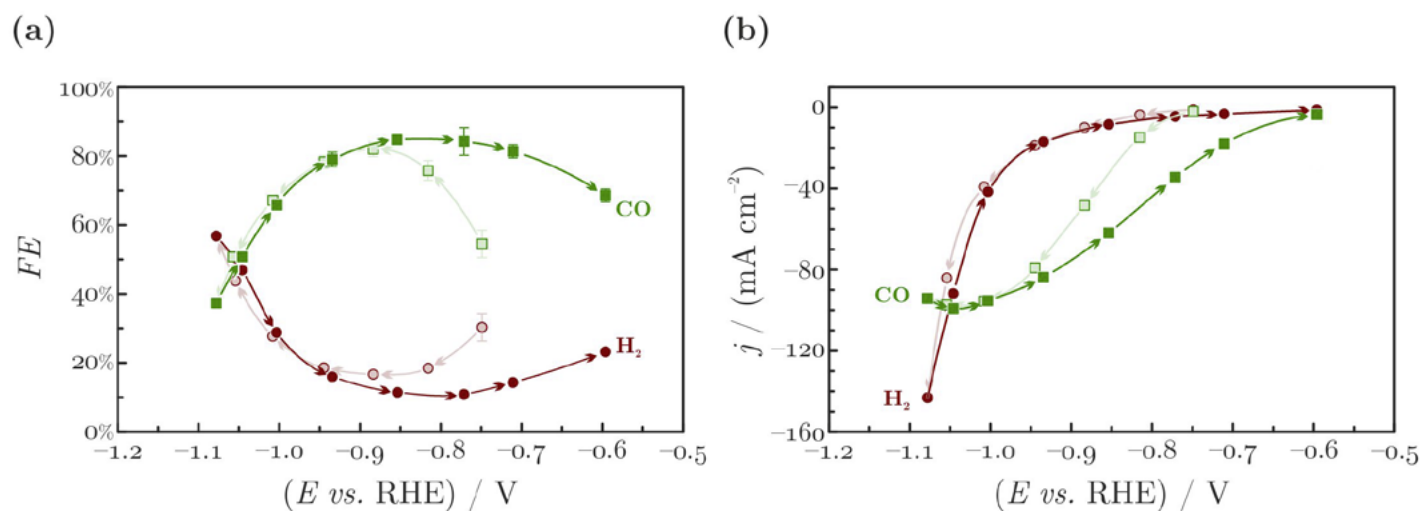 (a)
(b)
100%
80%
60%
40%
20%
0%
FE
CO
H₂
−1.2 −1.1 −1.0 −0.9 −0.8 −0.7 −0.6 −0.5
(E vs. RHE) / V
0
−40
−80
−120
−160
j / (mA cm⁻²)
CO
H₂
−1.2 −1.1 −1.0 −0.9 −0.8 −0.7 −0.6 −0.5
(E vs. RHE) / V